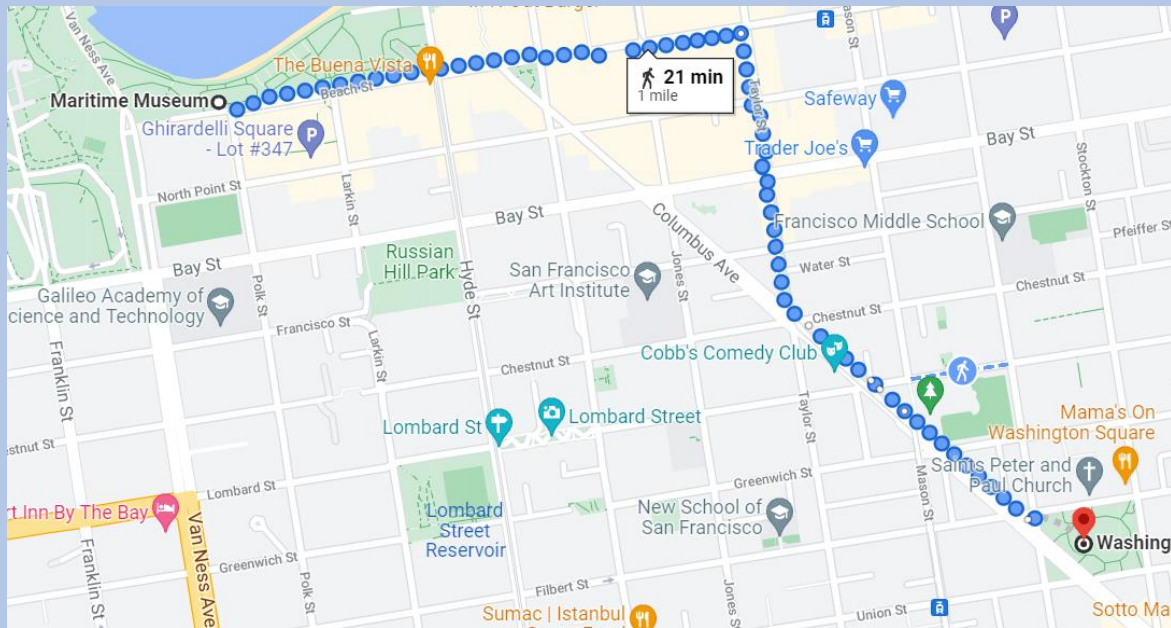 Van Ness Ave
The Buena Vista
Mason St
P
21 min
1 mile
Maritime Museum
Beach St
Taylor St
Safeway
Ghirardelli Square
- Lot #347
P
Trader Joe's
Bay St
North Point St
Larkin St
Stockton St
Columbus Ave
Bay St
Francisco Middle School
Pfeiffer St
Russian
Hill Park
Hyde St
San Francisco
Art Institute
Jones St
Water St
Bay St
Polk St
Galileo Academy of
Science and Technology
Francisco St
Larkin St
Chestnut St
Cobb's Comedy Club
Chestnut St
Franklin St
Lombard St
Lombard Street
Taylor St
Mama's On
Washington Square
estnut St
Greenwich St
Mason St
Saints Peter and
Paul Church
Lombard St
rt Inn By The Bay
Lombard
Street
Reservoir
New School of
San Francisco
Washing
Van Ness Ave
Franklin St
Greenwich St
Polk St
Filbert St
Jones St
Union St
Sumac | Istanbul
Sotto Ma